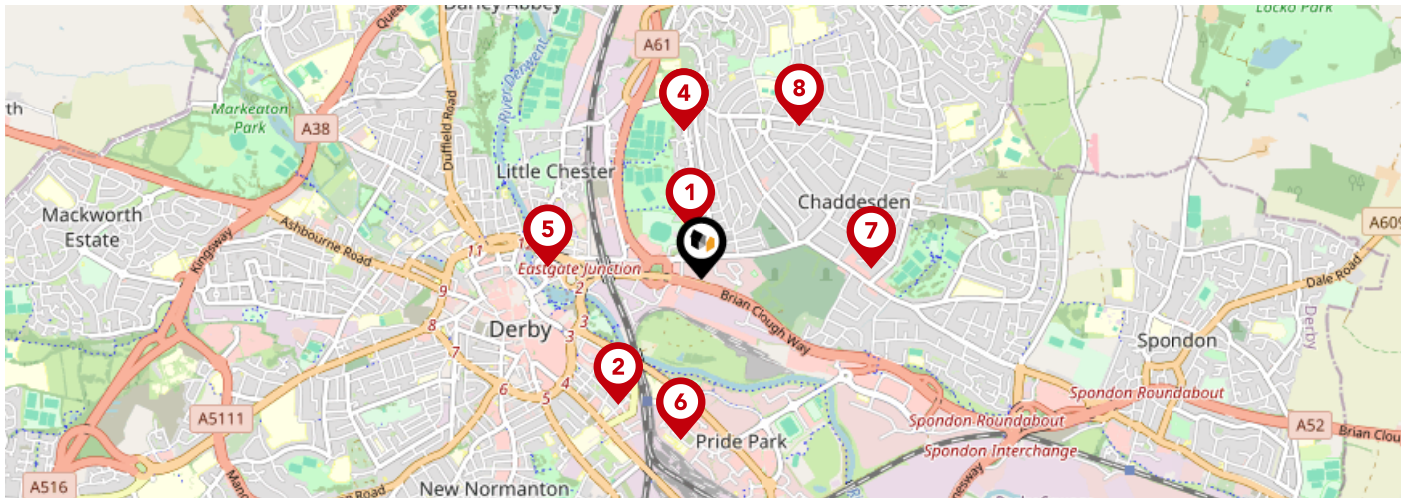 Darley Abbey
Locko Park
A61
4
8
River Derwent
Markeaton
Park
A38
Duffield Road
Little Chester
1
Chaddesden
Mackworth
Estate
A609
Kingsway
Ashbourne Road
11
5
7
Eastgate Junction
2
Dale Road
9
Brian Clough Way
Derby
8
3
Derby
3
Spondon
7
2
4
6
5
6
Spondon Roundabout
A5111
Pride Park
Spondon Roundabout
A52
Spondon Interchange
A516
New Normanton